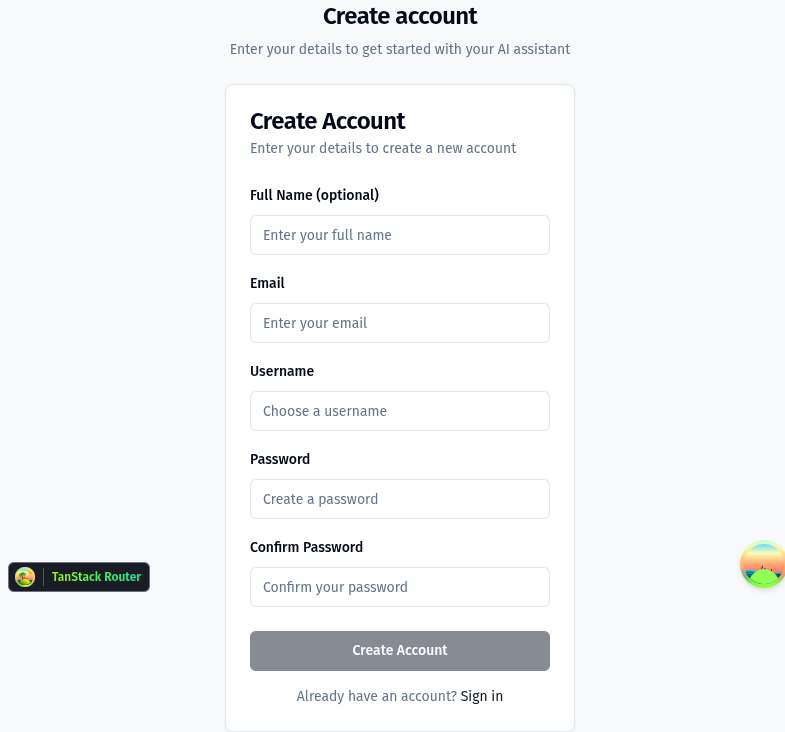 Create account
Enter your details to get started with your AI assistant
Create Account
Enter your details to create a new account
Full Name (optional)
Enter your full name
Email
Enter your email
Username
Choose a username
Password
Create a password
Confirm Password
Confirm your password
TanStack Router
Create Account
Already have an account? Sign in